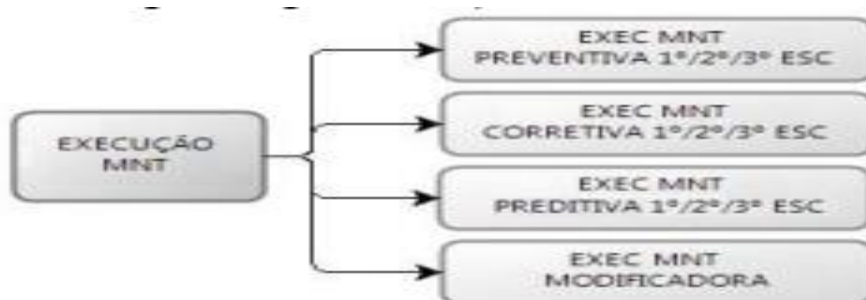 EXECUÇÃO
MNT
EXEC MNT
PREVENTIVA 1º/2º/3º ESC
EXEC MNT
CORRETIVA 1º/2º/3º ESC
EXEC MNT
PREDITIVA 1º/2º/3º ESC
EXEC MNT
MODIFICADORA